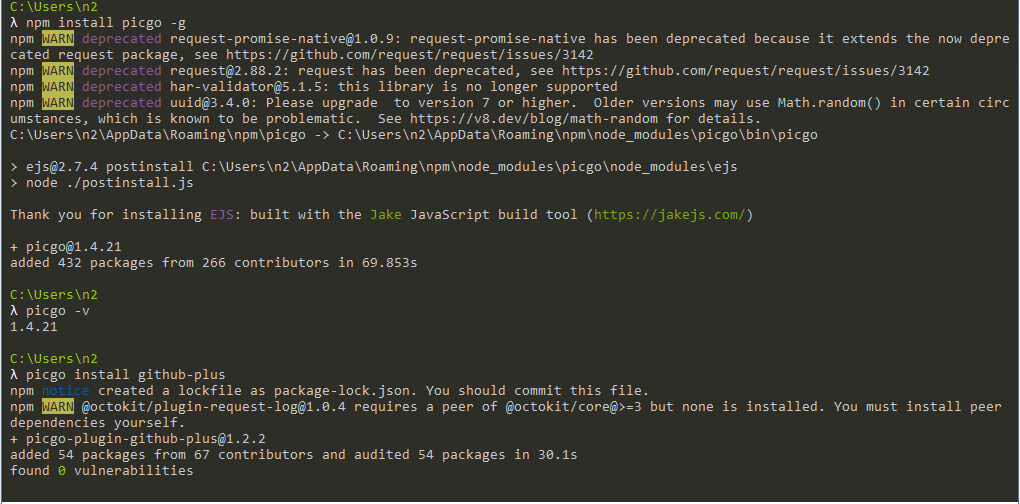 C:\Users\n2
λ npm install picgo -g
npm WARN deprecated request-promise-native@1.0.9: request-promise-native has been deprecated because it extends the now depre
cated request package, see https://github.com/request/request/issues/3142
npm WARN deprecated request@2.88.2: request has been deprecated, see https://github.com/request/request/issues/3142
npm WARN deprecated har-validator@5.1.5: this library is no longer supported
npm WARN deprecated uuid@3.4.0: Please upgrade  to version 7 or higher.  Older versions may use Math.random() in certain circ
umstances, which is known to be problematic.  See https://v8.dev/blog/math-random for details.
C:\Users\n2\AppData\Roaming\npm\picgo -> C:\Users\n2\AppData\Roaming\npm\node_modules\picgo\bin\picgo
> ejs@2.7.4 postinstall C:\Users\n2\AppData\Roaming\npm\node_modules\picgo\node_modules\ejs
> node ./postinstall.js
Thank you for installing EJS: built with the Jake JavaScript build tool (https://jakejs.com/)
+ picgo@1.4.21
added 432 packages from 266 contributors in 69.853s
C:\Users\n2
λ picgo -v
1.4.21
C:\Users\n2
λ picgo install github-plus
npm notice created a lockfile as package-lock.json. You should commit this file.
npm WARN @octokit/plugin-request-log@1.0.4 requires a peer of @octokit/core@>=3 but none is installed. You must install peer
dependencies yourself.
+ picgo-plugin-github-plus@1.2.2
added 54 packages from 67 contributors and audited 54 packages in 30.1s
found 0 vulnerabilities